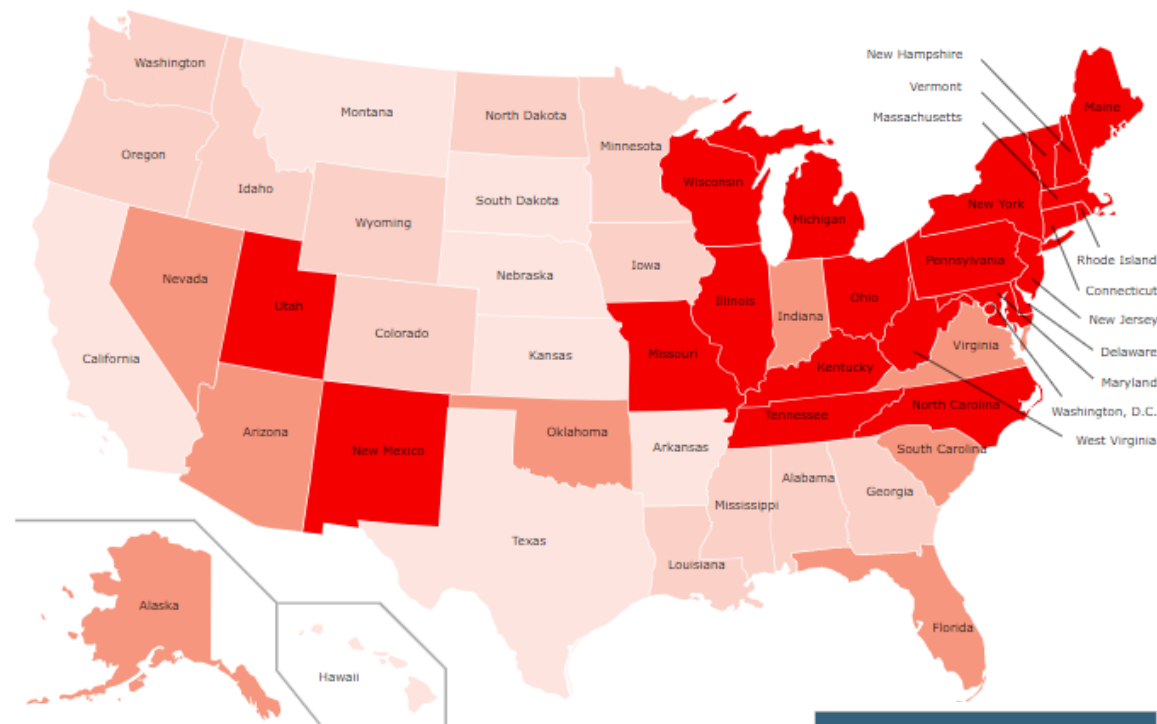 New Hampshire
Washington
Vermont
Montana
Maine
North Dakota
Massachusetts
Minnesota
Oregon
Wisconsin
Idaho
South Dakota
New York
Michigan
Wyoming
Rhode Island
Pennsylvania
Iowa
Nebraska
Nevada
Connecticut
Ohio
Illinois
Utah
Indiana
New Jersey
Colorado
Virginia
Delaware
Missouri
Kansas
California
Kentucky
Maryland
North Carolina
Washington, D.C.
Tennessee
Arizona
Oklahoma
West Virginia
Arkansas
South Carolina
New Mexico
Alabama
Georgia
Mississippi
Texas
Louisiana
Alaska
Florida
Hawaii